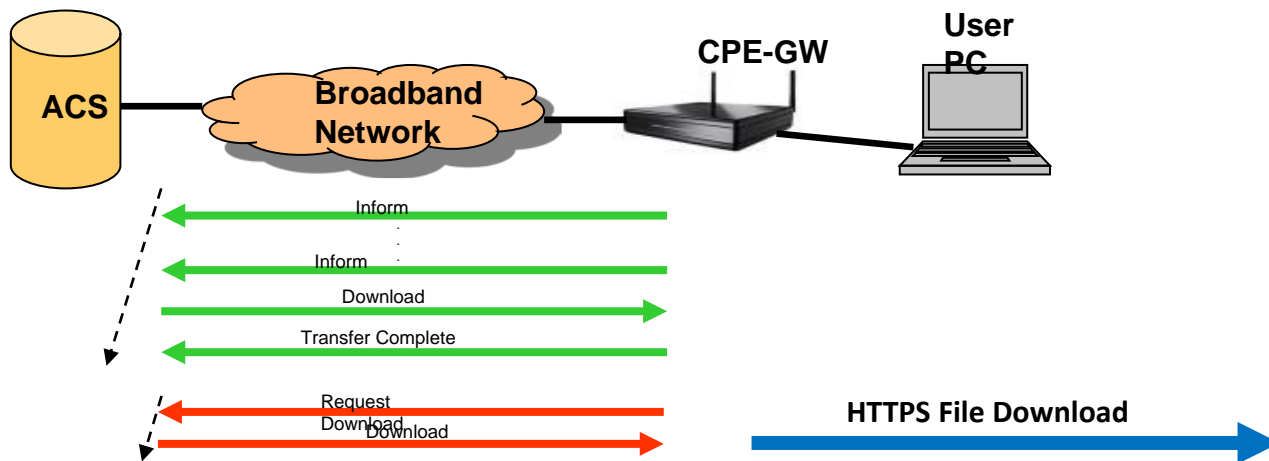 ACS
Broadband
Network
CPE-GW
User
PC
Inform
.
.
.
Inform
Download
Transfer Complete
Request
Download
Download
HTTPS File Download